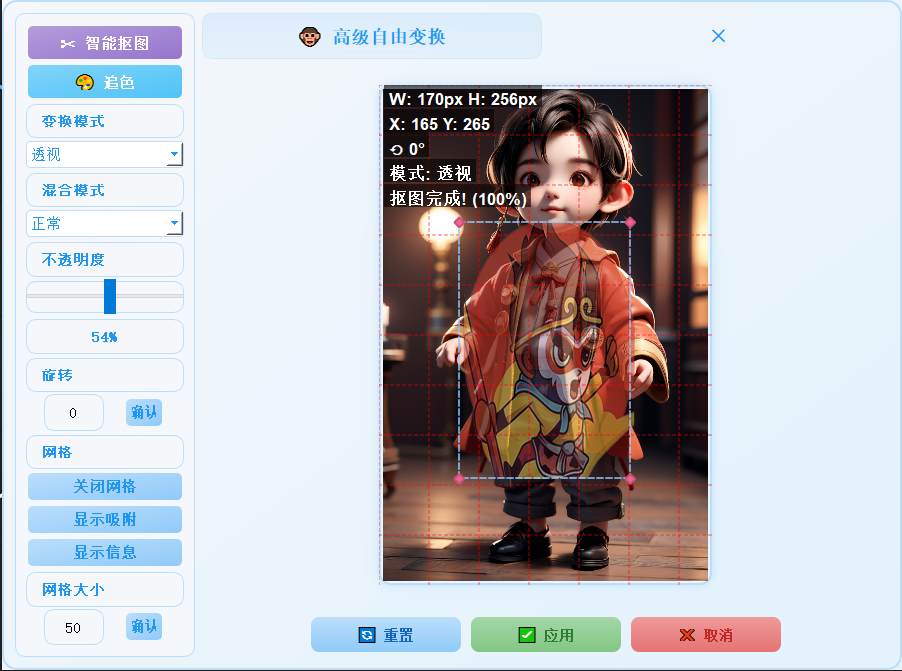 智能抠图
追色
变换模式
透视
混合模式
正常
不透明度
54%
旋转
0 确认
网格
关闭网格
显示吸附
显示信息
网格大小
50 确认
高级自由变换
W: 170px H: 256px
X: 165 Y: 265
0°
模式: 透视
抠图完成! (100%)
重置 应用 取消